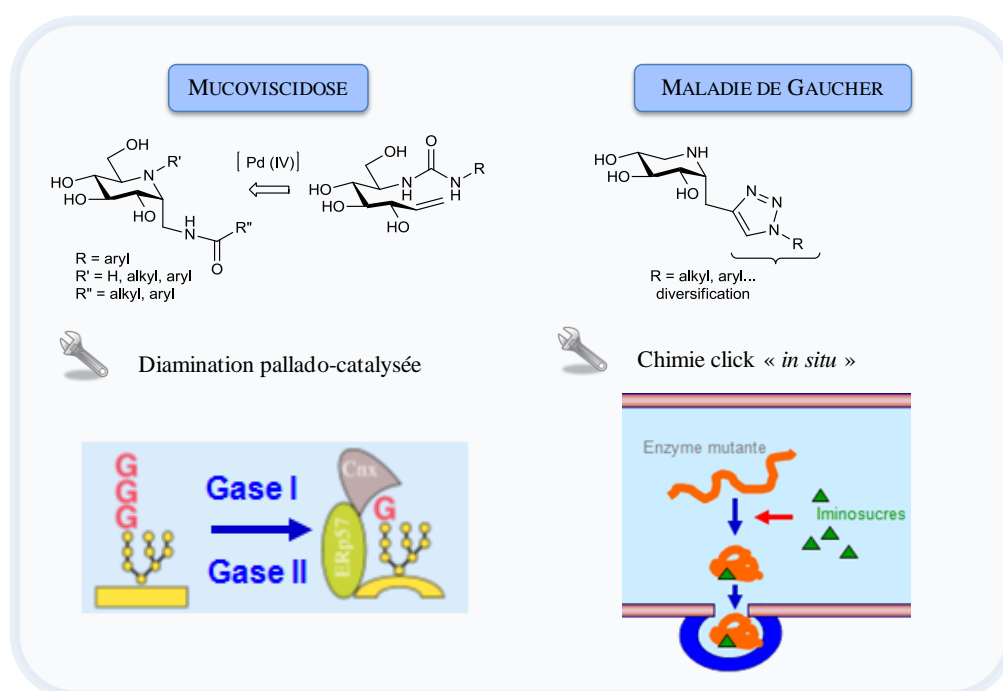 MUCOVISCIDOSE
OH
R'
N
HO
HO
HO
H
N
R"
O
R = aryl
R' = H, alkyl, aryl
R" = alkyl, aryl
[ Pd (IV) ]
OH
O
HO
N
H
N
H
R
HO
HO
MALADIE DE GAUCHER
HO
NH
HO
HO
N
N
N
R
R = alkyl, aryl...
diversification
Diamination pallado-catalysée
Chimie click « in situ »
G
G
G
Gase I
Gase II
Cnx
G
ERp57
Enzyme mutante
Iminosucres